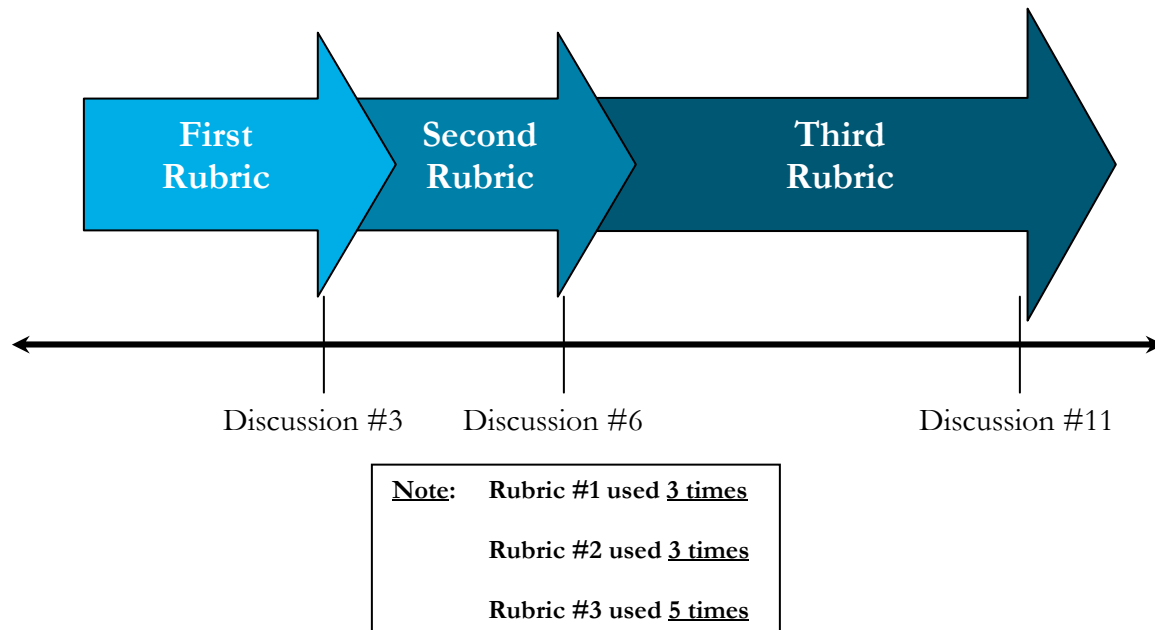 First
Rubric
Second
Rubric
Third
Rubric
Discussion #3
Discussion #6
Discussion #11
Note: Rubric #1 used 3 times
Rubric #2 used 3 times
Rubric #3 used 5 times